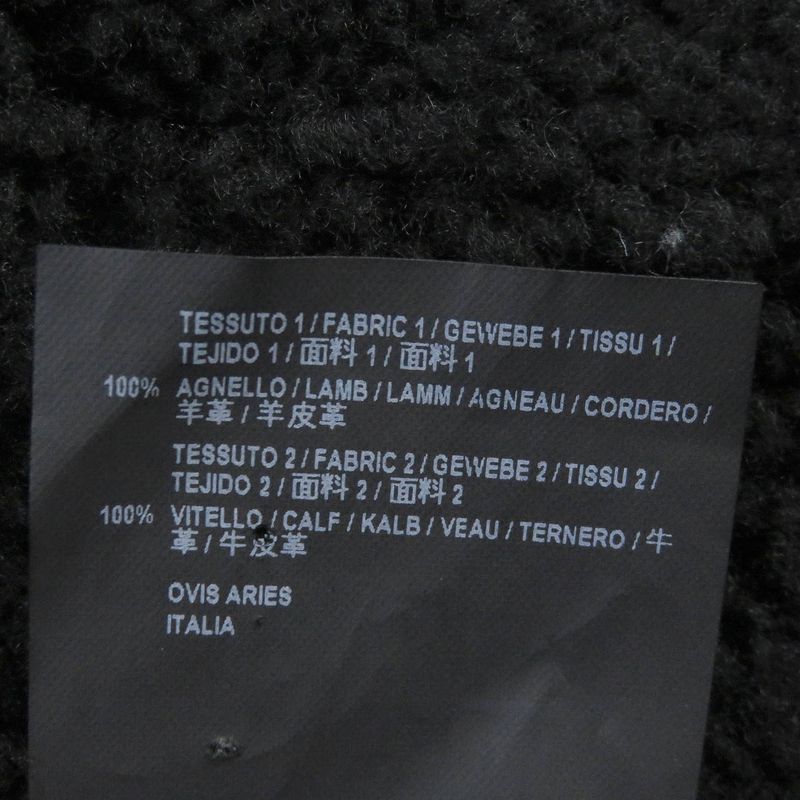 TESSUTO 1 / FABRIC 1 / GEWEBE 1 / TISSU 1 /
TEJIDO 1 / 面料 1 / 面料 1
100% AGNELLO / LAMB / LAMM / AGNEAU / CORDERO /
羊革 / 羊皮革
TESSUTO 2 / FABRIC 2 / GEWEBE 2 / TISSU 2 /
TEJIDO 2 / 面料 2 / 面料 2
100% VITELLO / CALF / KALB / VEAU / TERNERO / 牛
革 / 牛皮革
OVIS ARIES
ITALIA